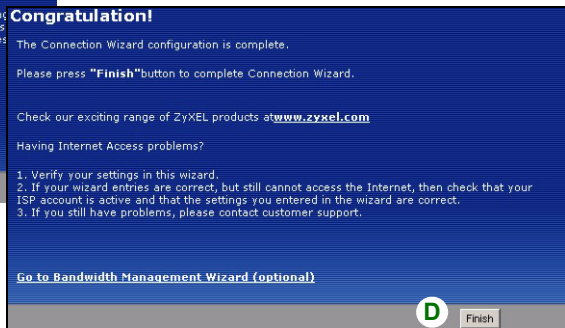 Congratulation!
The Connection Wizard configuration is complete.
Please press "Finish"button to complete Connection Wizard.
Check our exciting range of ZyXEL products atwww.zyxel.com
Having Internet Access problems?
1. Verify your settings in this wizard.
2. If your wizard entries are correct, but still cannot access the Internet, then check that your
ISP account is active and that the settings you entered in the wizard are correct.
3. If you still have problems, please contact customer support.
Go to Bandwidth Management Wizard (optional)
D
Finish